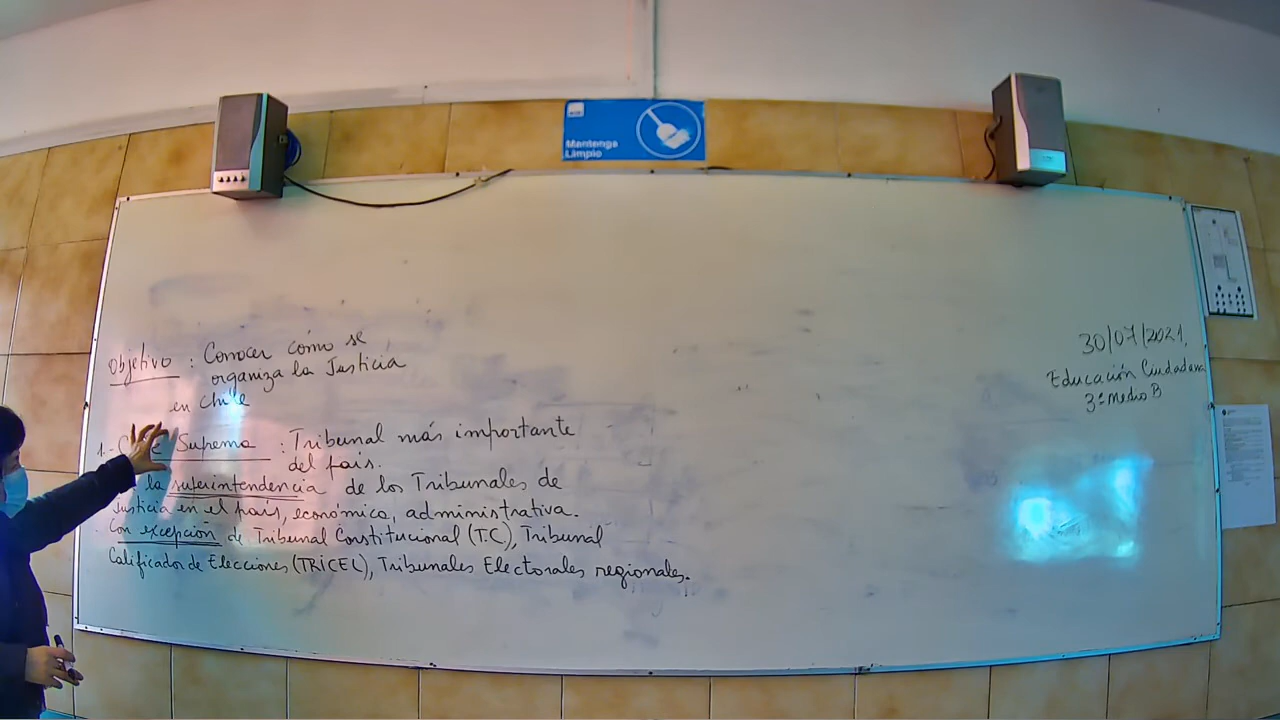 Mantenga
Limpio
30/07/2021,
Educación Ciudadana
3º Medio B
Objetivo : Conocer cómo se
organiza la Justicia
en Chile
1.- Suprema : Tribunal más importante
del país.
la superintendencia de los Tribunales de
Justicia en el país, económica, administrativa.
Con excepción de Tribunal Constitucional (T.C), Tribunal
Calificador de Elecciones (TRICEL), Tribunales Electorales regionales.